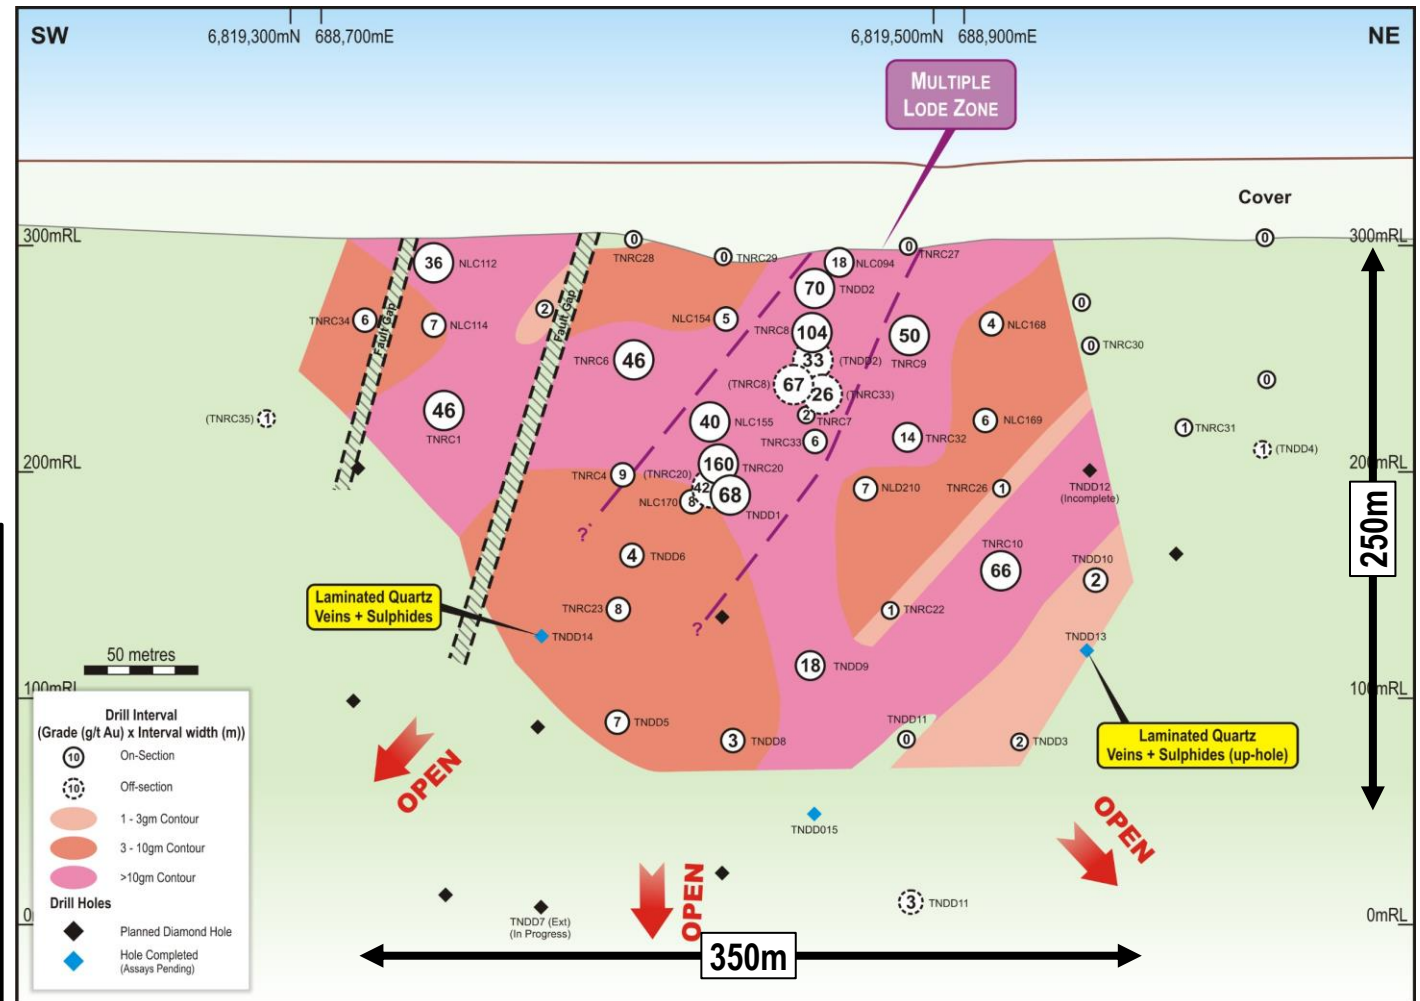 SW
6,819,300mN
688,700mE
6,819,500mN
688,900mE
NE
MULTIPLE
LODE ZONE
Cover
300mRL
300mRL
0
TNRC28
0
TNRC29
18
NLC094
0
TNRC27
0
36
NLC112
70
TNDD2
Fault Gap
Fault Gap
2
0
TNRC34
6
7
NLC114
NLC154
5
TNRC8
104
50
TNRC9
4
NLC168
0
TNRC30
TNRC6
46
33
(TNDD2)
(TNRC8)
67
26
(TNRC33)
0
46
TNRC1
(TNRC35)
1
40
NLC155
2
TNRC7
TNRC33
6
14
TNRC32
6
NLC169
1
TNRC31
1
(TNDD4)
200mRL
200mRL
TNRC4
9
(TNRC20)
160
TNRC20
42
68
TNDD1
NLC170
8
7
NLD210
TNRC26
1
TNDD12
(Incomplete)
250m
?
4
TNDD6
TNRC10
66
TNDD10
2
Laminated Quartz
Veins + Sulphides
TNRC23
8
1
TNRC22
?
TNDD14
TNDD13
18
TNDD9
50 metres
100mRL
100mRL
7
TNDD5
3
TNDD8
TNDD11
0
2
TNDD3
Laminated Quartz
Veins + Sulphides (up-hole)
OPEN
OPEN
OPEN
TNDD015
3
TNDD11
TNDD7 (Ext)
(In Progress)
0mRL
350m
Drill Interval
(Grade (g/t Au) x Interval width (m))
10
On-Section
10
Off-section
1 - 3gm Contour
3 - 10gm Contour
>10gm Contour
Drill Holes
Planned Diamond Hole
Hole Completed
(Assays Pending)